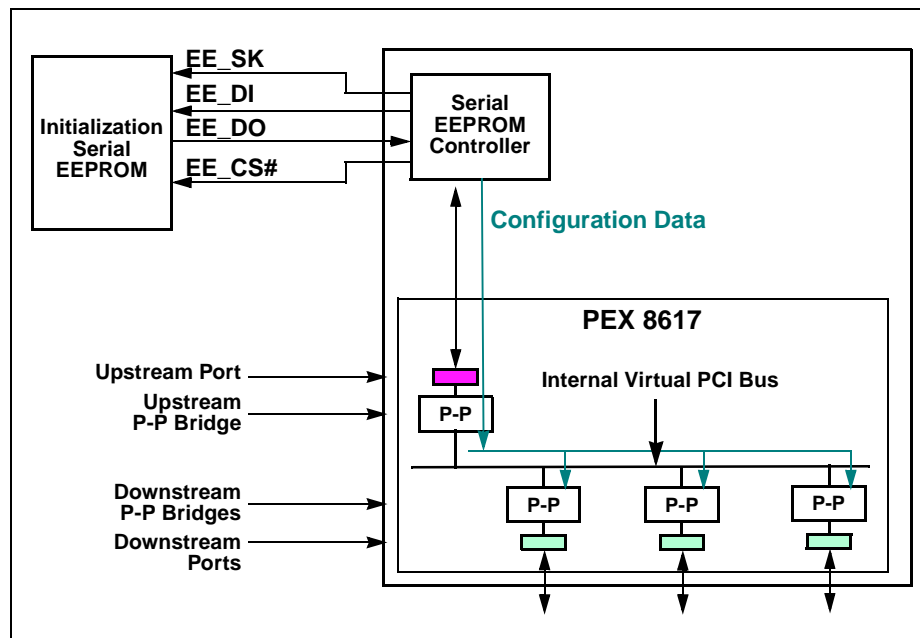 EE_SK
EE_DI
EE_DO
EE_CS#
Initialization
Serial
EEPROM
Serial
EEPROM
Controller
Configuration Data
PEX 8617
Upstream Port
Internal Virtual PCI Bus
Upstream
P-P Bridge
P-P
Downstream
P-P Bridges
P-P
P-P
P-P
Downstream
Ports